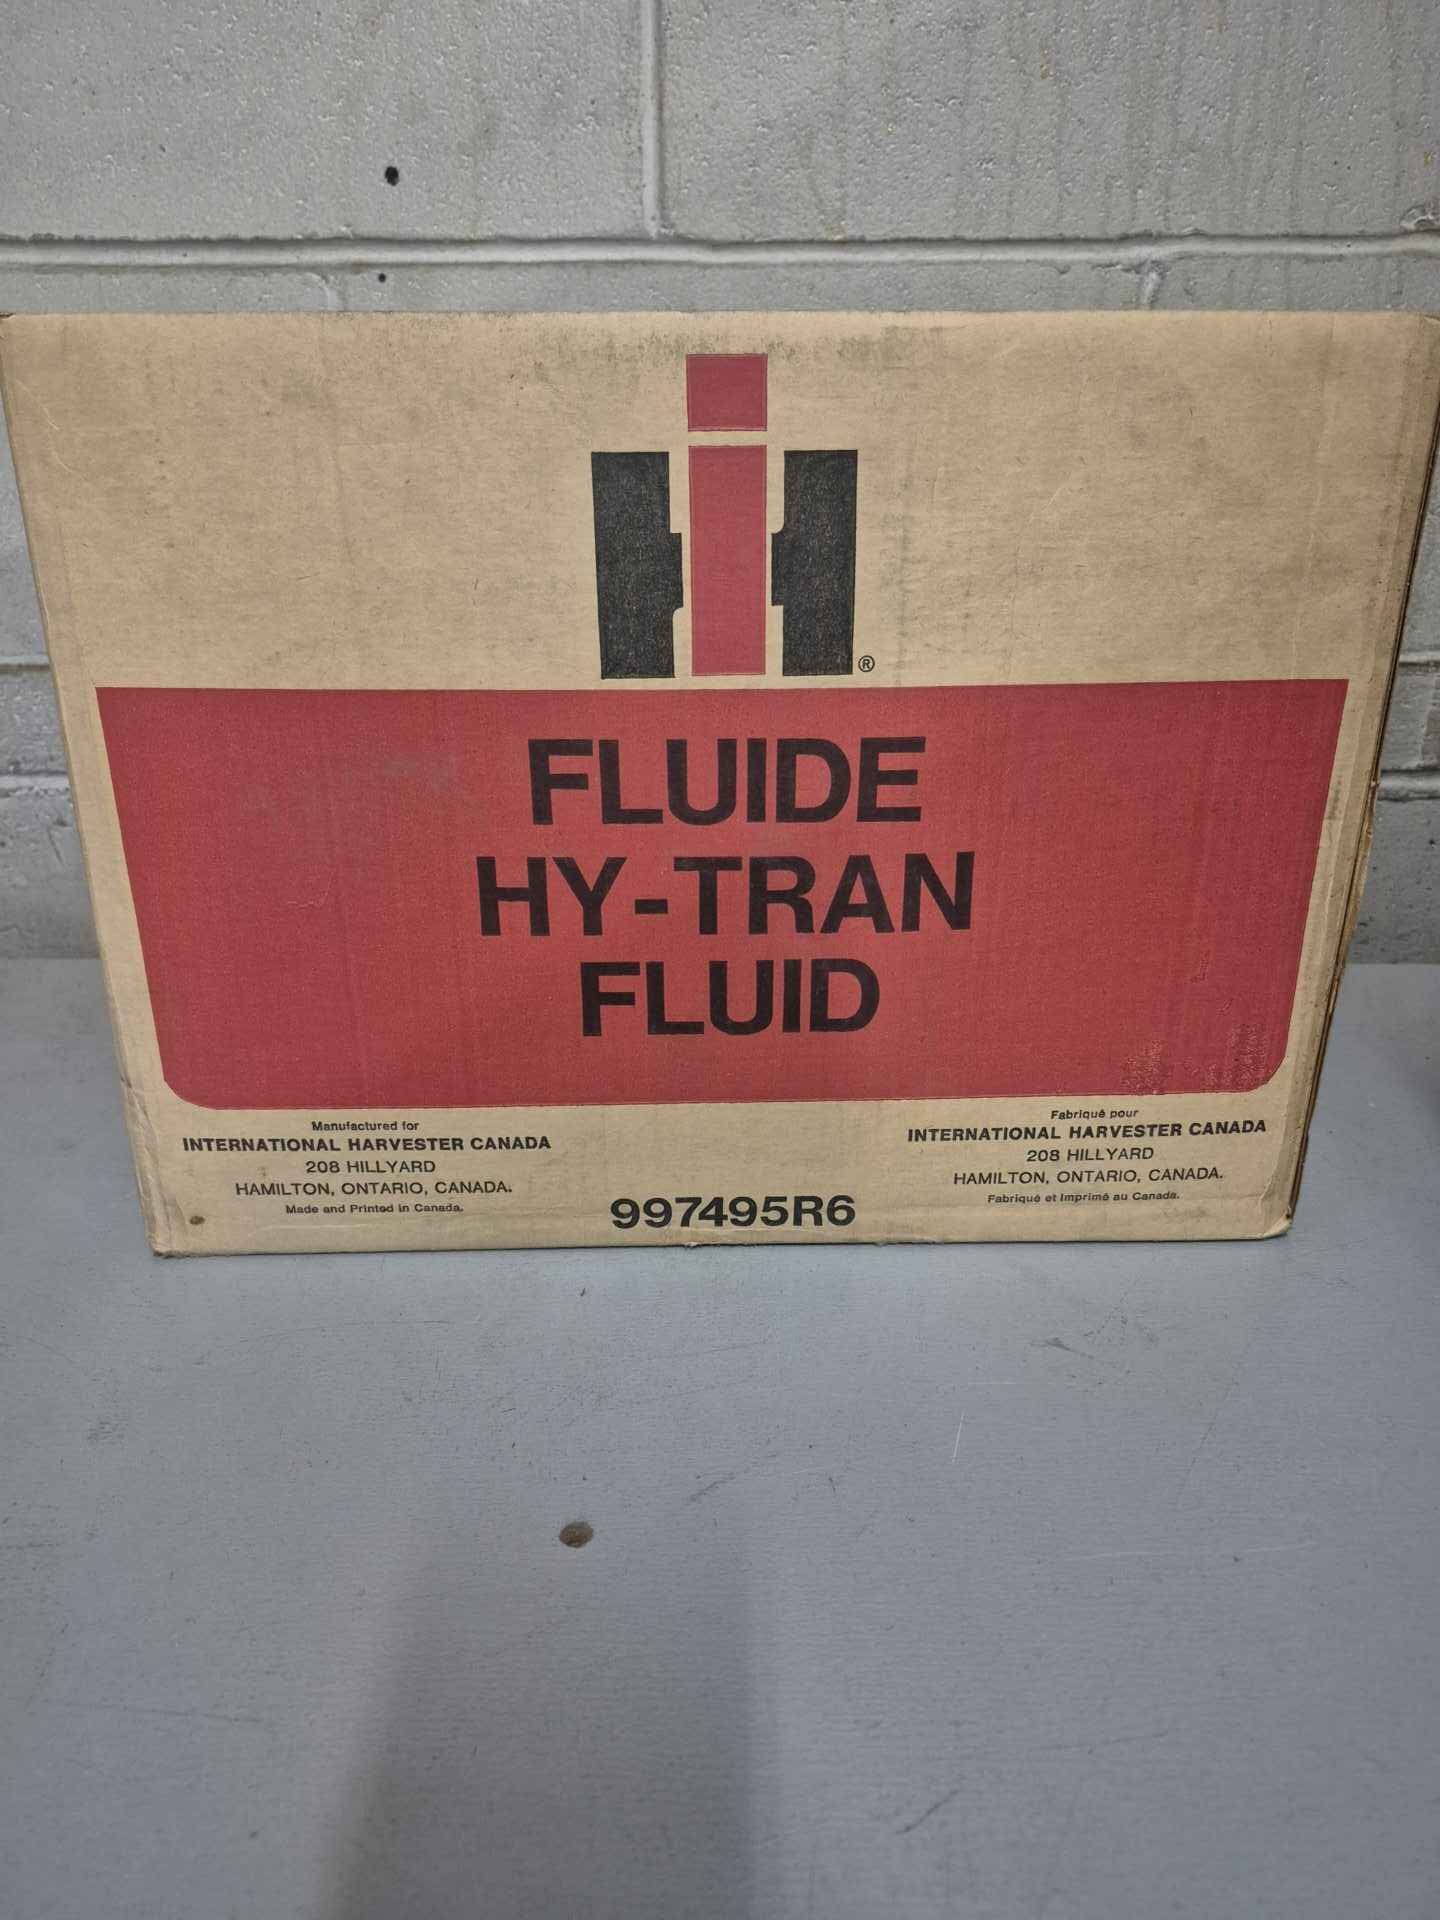 IH
®
FLUIDE
HY-TRAN
FLUID
Manufactured for
INTERNATIONAL HARVESTER CANADA
208 HILLYARD
HAMILTON, ONTARIO, CANADA.
Made and Printed in Canada.
997495R6
Fabriqué pour
INTERNATIONAL HARVESTER CANADA
208 HILLYARD
HAMILTON, ONTARIO, CANADA.
Fabriqué et Imprimé au Canada.